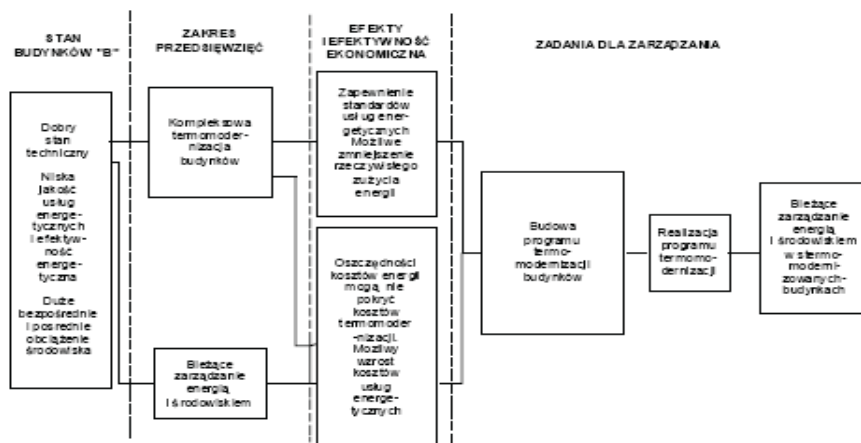 STAN
BUDYNKÓW "B"
ZAKRES
PRZEDSIĘWZIĘĆ
EFEKTY
I EFEKTYWNOŚĆ
EKONOMICZNA
ZADANIA DLA ZARZĄDZANIA
Dobry
stan
techniczny
Niska
jakość
usług
energe-
tycznych
i efektyw-
ność
energe-
tyczna
Duże
bezpośrednie
i pośrednie
obciążenie
środowiska
Kompleksowa
termomoder-
nizacja
budynków
Bieżące
zarządzanie
energią
i środowiskiem
Zapewnienie
standardów
usług ener-
getycznych
Możliwe
zmniejszenie
rzeczywistego
zużycia
energii
Oszczędności
kosztów energii
mogą nie
pokryć
kosztów
termomoder
-nizacji.
Możliwy
wzrost
kosztów
usług
energe-
tycznych
Budowa
programu
termo-
modernizacji
budynków
Realizacja
programu
termomo-
dernizacji
Bieżące
zarządzanie
energią
i środowiskiem
w stermo-
moderni-
zowanych-
budynkach